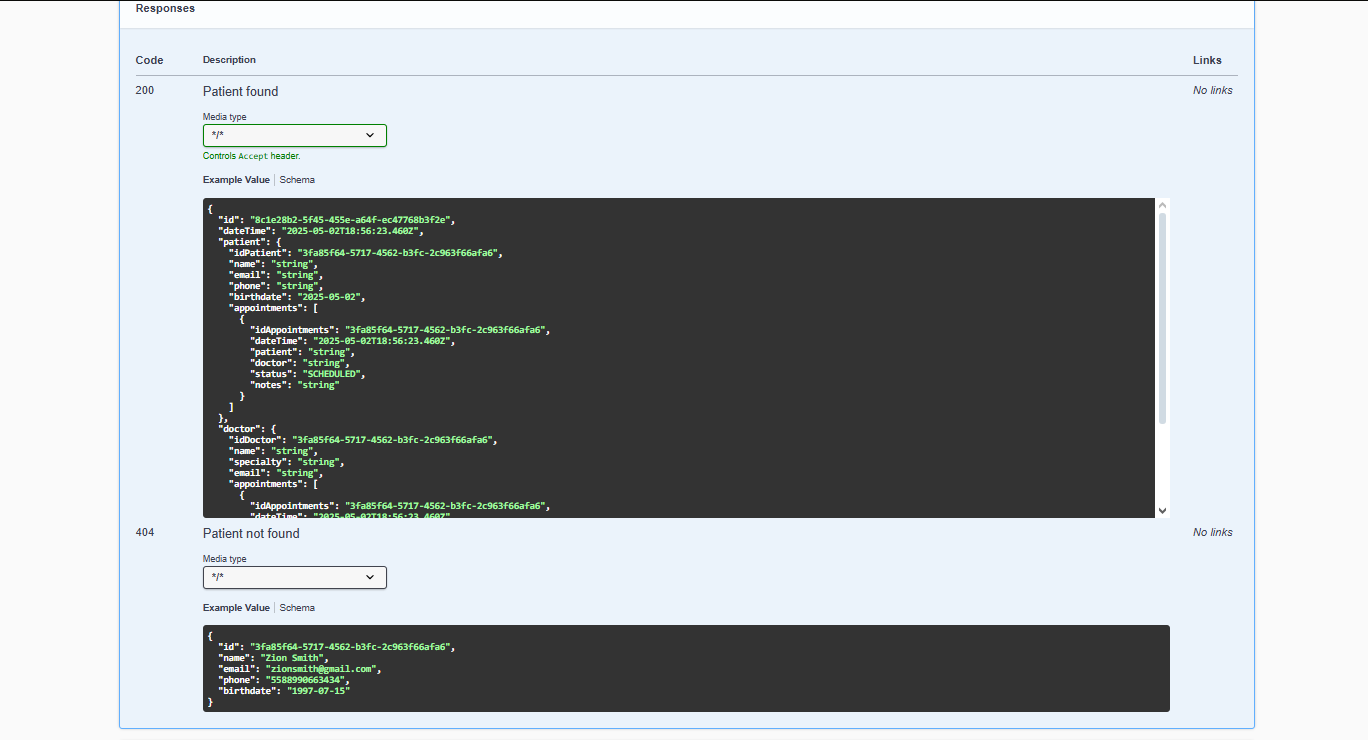 Responses
Code Description Links
200 Patient found No links
Media type
*/*
Controls Accept header.
Example Value Schema
{
  "id": "8c1e28b2-5f45-455e-a64f-ec47768b3f2e",
  "dateTime": "2025-05-02T18:56:23.460Z",
  "patient": {
    "idPatient": "3fa85f64-5717-4562-b3fc-2c963f66afa6",
    "name": "string",
    "email": "string",
    "phone": "string",
    "birthdate": "2025-05-02",
    "appointments": [
      {
        "idAppointments": "3fa85f64-5717-4562-b3fc-2c963f66afa6",
        "dateTime": "2025-05-02T18:56:23.460Z",
        "patient": "string",
        "doctor": "string",
        "status": "SCHEDULED",
        "notes": "string"
      }
    ]
  },
  "doctor": {
    "idDoctor": "3fa85f64-5717-4562-b3fc-2c963f66afa6",
    "name": "string",
    "specialty": "string",
    "email": "string",
    "appointments": [
      {
        "idAppointments": "3fa85f64-5717-4562-b3fc-2c963f66afa6",
        "dateTime": "2025-05-02T18:56:23.460Z"
404 Patient not found No links
Media type
*/*
Example Value Schema
{
  "id": "3fa85f64-5717-4562-b3fc-2c963f66afa6",
  "name": "Zion Smith",
  "email": "zionsmith@gmail.com",
  "phone": "5588990663434",
  "birthdate": "1997-07-15"
}